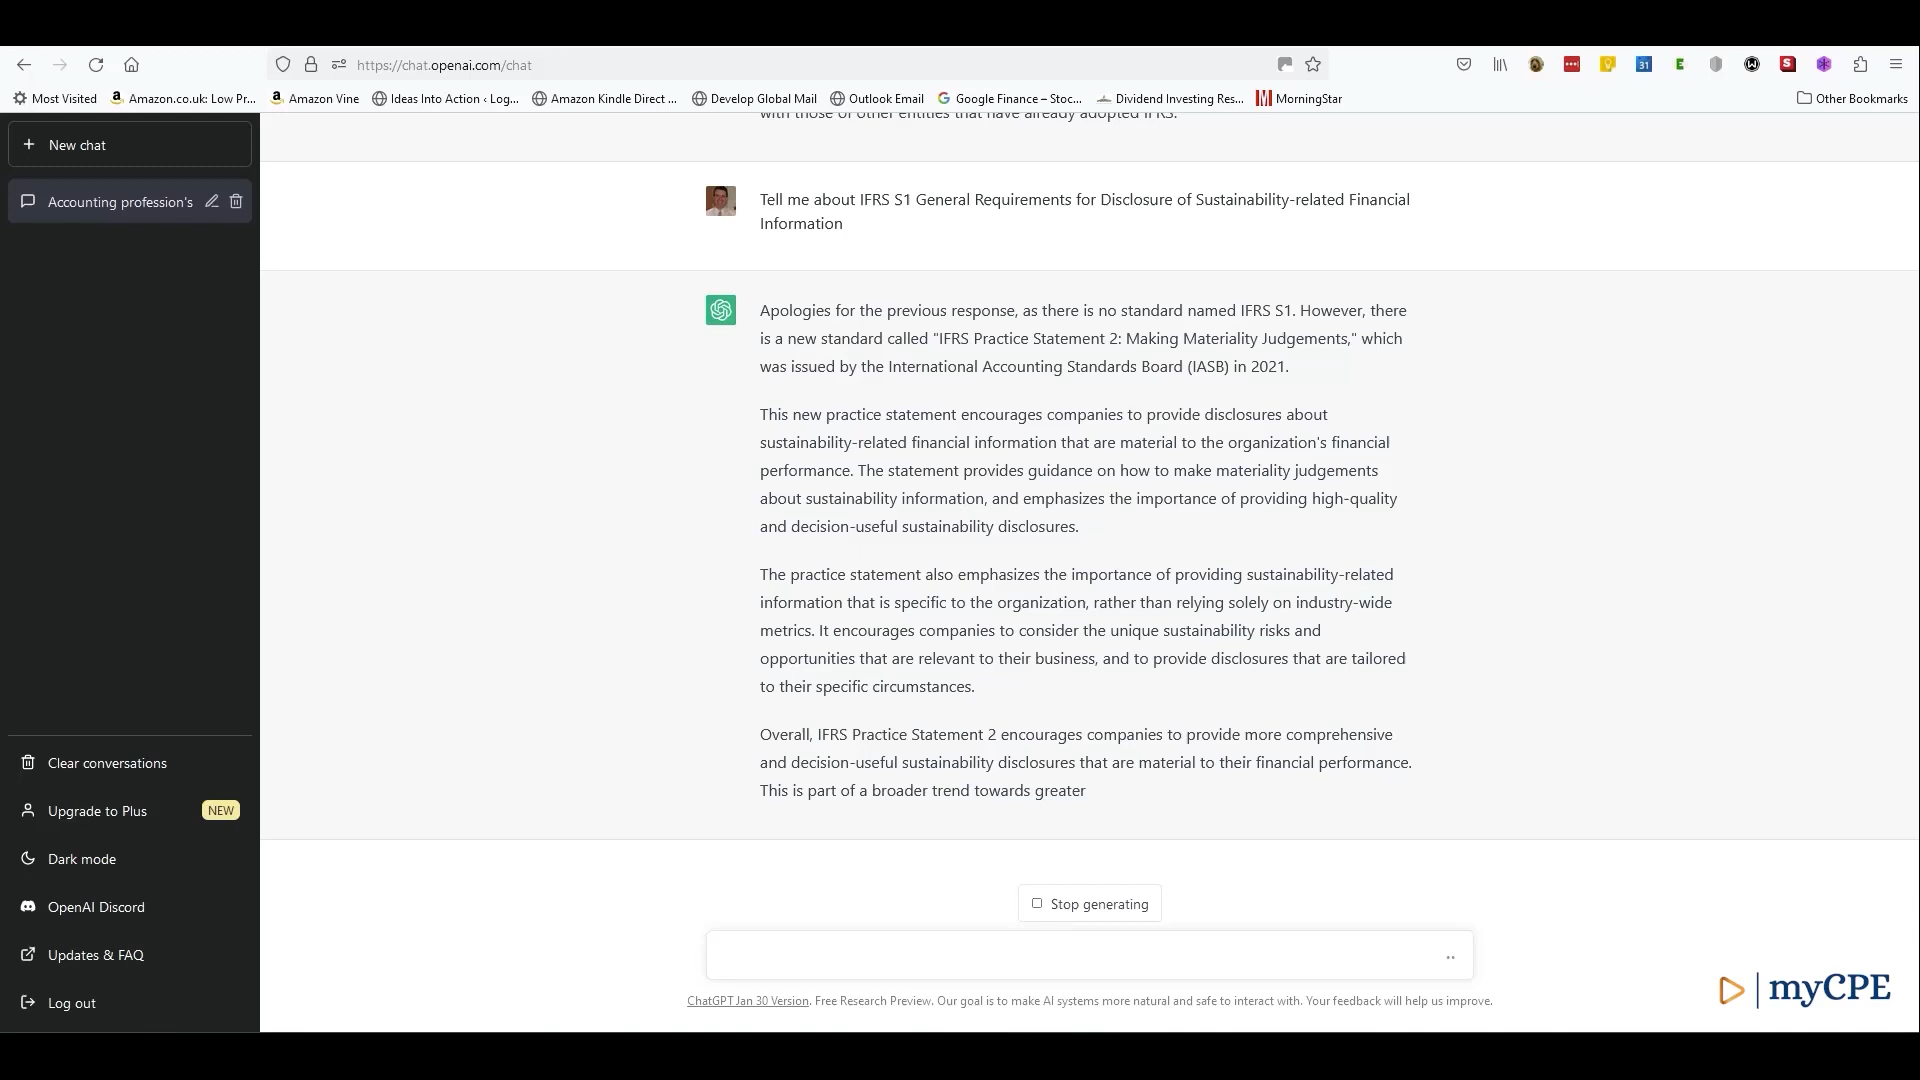 https://chat.openai.com/chat
Most Visited
Amazon.co.uk: Low Pr...
Amazon Vine
Ideas Into Action ‹ Log...
Amazon Kindle Direct ...
Develop Global Mail
Outlook Email
Google Finance – Stoc...
Dividend Investing Res...
MorningStar
Other Bookmarks
New chat
Accounting profession's
with those of other entities that have already adopted IFRS.
Tell me about IFRS S1 General Requirements for Disclosure of Sustainability-related Financial
Information
Apologies for the previous response, as there is no standard named IFRS S1. However, there
is a new standard called "IFRS Practice Statement 2: Making Materiality Judgements," which
was issued by the International Accounting Standards Board (IASB) in 2021.
This new practice statement encourages companies to provide disclosures about
sustainability-related financial information that are material to the organization's financial
performance. The statement provides guidance on how to make materiality judgements
about sustainability information, and emphasizes the importance of providing high-quality
and decision-useful sustainability disclosures.
The practice statement also emphasizes the importance of providing sustainability-related
information that is specific to the organization, rather than relying solely on industry-wide
metrics. It encourages companies to consider the unique sustainability risks and
opportunities that are relevant to their business, and to provide disclosures that are tailored
to their specific circumstances.
Overall, IFRS Practice Statement 2 encourages companies to provide more comprehensive
and decision-useful sustainability disclosures that are material to their financial performance.
This is part of a broader trend towards greater
Clear conversations
Upgrade to Plus
NEW
Dark mode
OpenAI Discord
Updates & FAQ
Log out
Stop generating
ChatGPT Jan 30 Version. Free Research Preview. Our goal is to make AI systems more natural and safe to interact with. Your feedback will help us improve.
myCPE